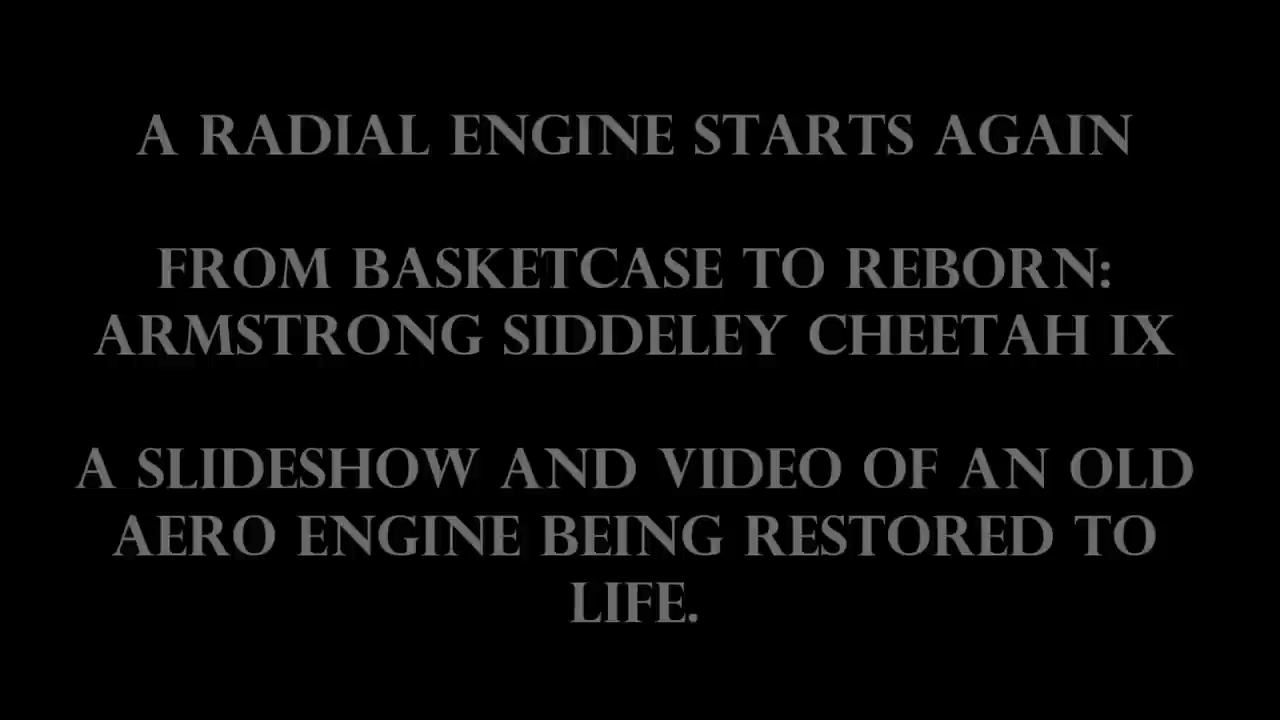 A RADIAL ENGINE STARTS AGAIN
FROM BASKETCASE TO REBORN:
ARMSTRONG SIDDELEY CHEETAH IX
A SLIDESHOW AND VIDEO OF AN OLD
AERO ENGINE BEING RESTORED TO
LIFE.